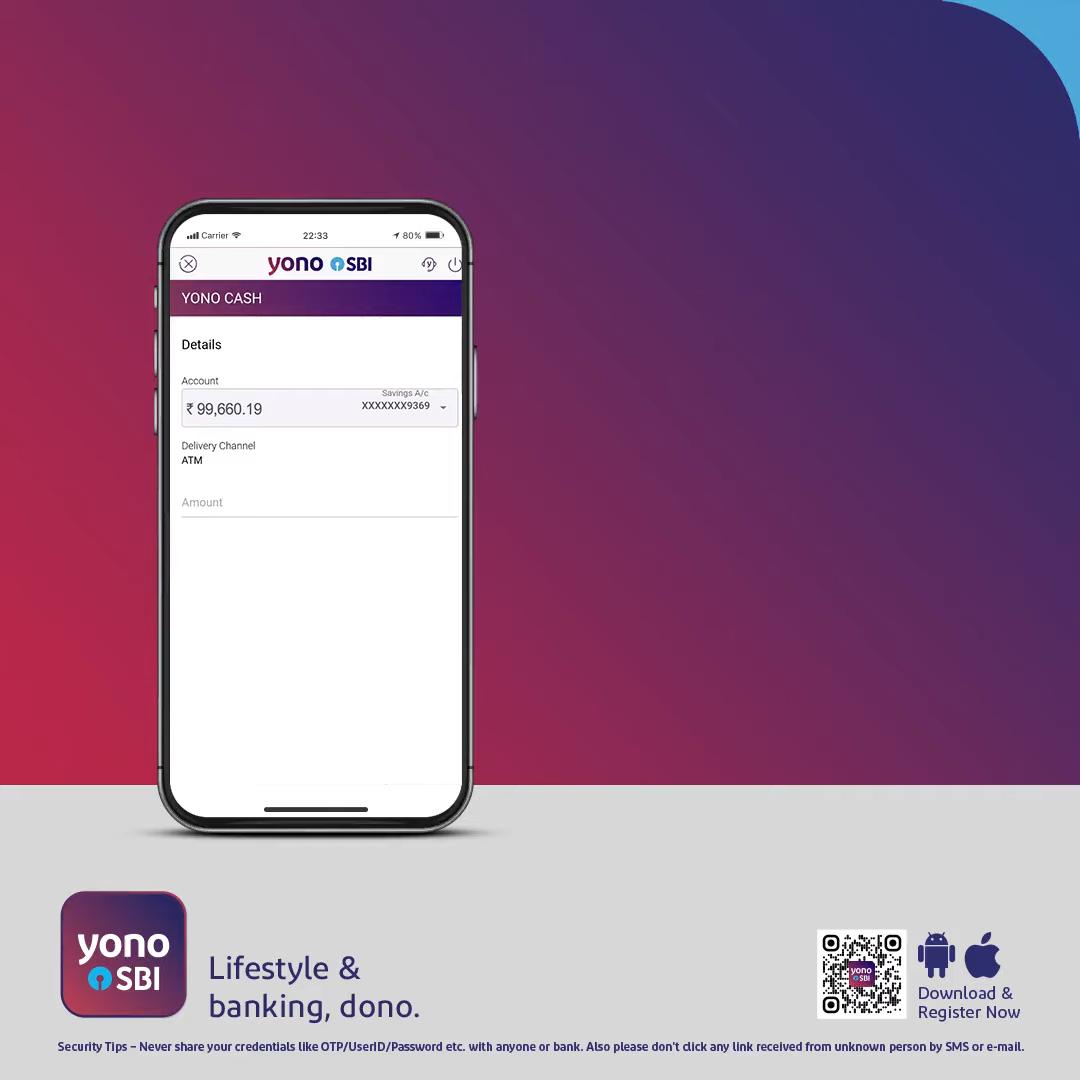 Carrier 22:33 80%
yono SBI
YONO CASH
Details
Account
Savings A/c
₹ 99,660.19 XXXXXXX9369
Delivery Channel
ATM
Amount
yono
SBI
Lifestyle &
banking, dono.
yono
SBI
Download &
Register Now
Security Tips – Never share your credentials like OTP/UserID/Password etc. with anyone or bank. Also please don't click any link received from unknown person by SMS or e-mail.